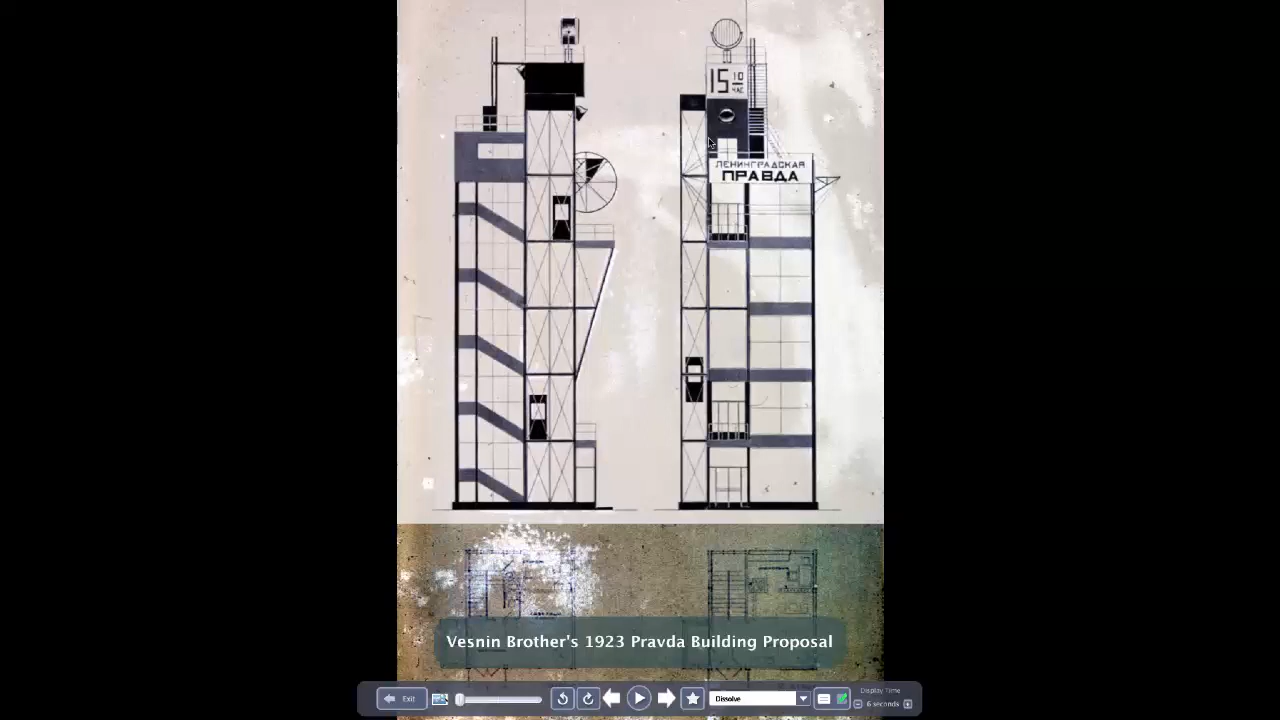 15 10
ЧАС
ЛЕНИНГРАДСКАЯ
ПРАВДА
Vesnin Brother's 1923 Pravda Building Proposal
Exit
Dissolve
Display Time
6 seconds